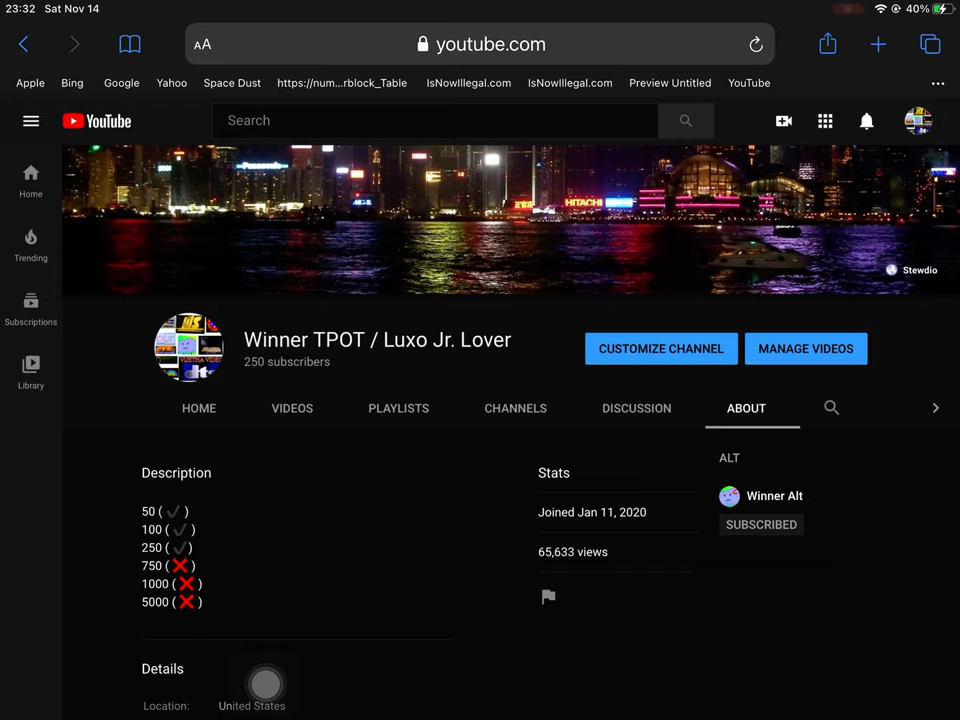 23:32 Sat Nov 14
40%
AA
youtube.com
Apple Bing Google Yahoo Space Dust https://num...rblock_Table IsNowIllegal.com IsNowIllegal.com Preview Untitled YouTube
YouTube
Search
Home
Trending
Subscriptions
Library
Panasonic
HITACHI
Stewdio
Winner TPOT / Luxo Jr. Lover
250 subscribers
CUSTOMIZE CHANNEL
MANAGE VIDEOS
HOME VIDEOS PLAYLISTS CHANNELS DISCUSSION ABOUT
Description
50 ( ✔️ )
100 ( ✔️ )
250 ( ✔️)
750 ( ❌ )
1000 ( ❌ )
5000 ( ❌ )
Details
Location: United States
Stats
Joined Jan 11, 2020
65,633 views
ALT
Winner Alt
SUBSCRIBED